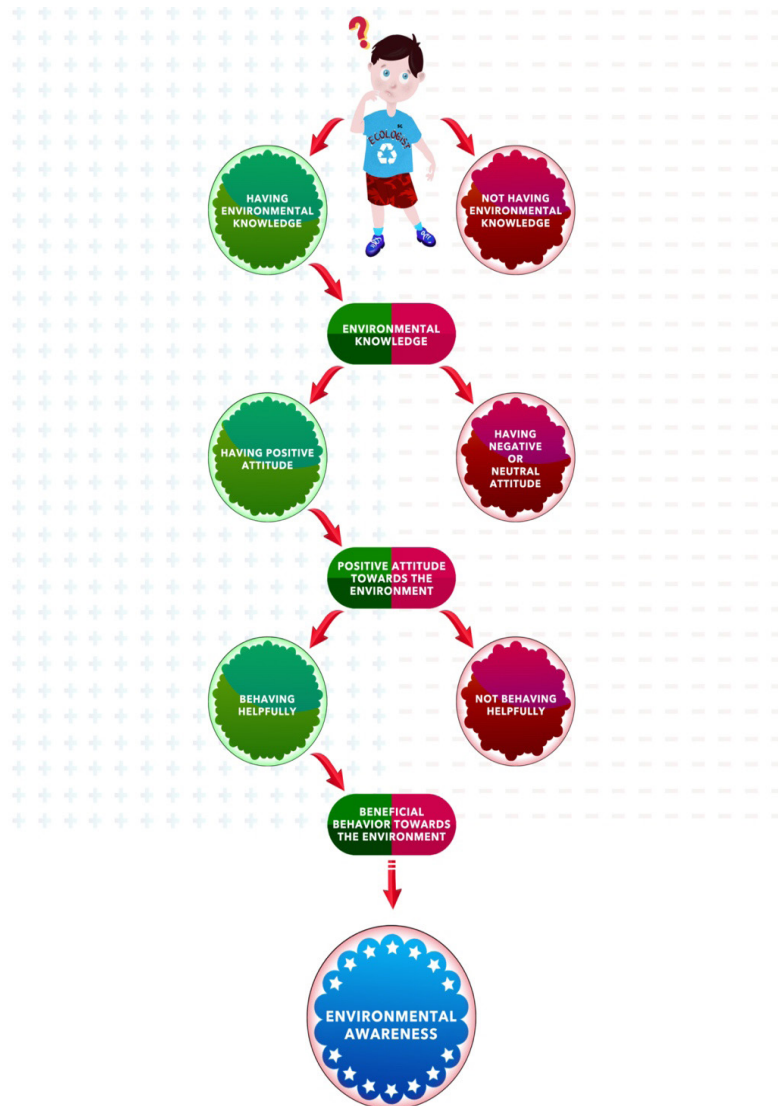 ?
ECOLOGIST
HAVING
ENVIRONMENTAL
KNOWLEDGE
NOT HAVING
ENVIRONMENTAL
KNOWLEDGE
ENVIRONMENTAL
KNOWLEDGE
HAVING POSITIVE
ATTITUDE
HAVING
NEGATIVE
OR
NEUTRAL
ATTITUDE
POSITIVE ATTITUDE
TOWARDS THE
ENVIRONMENT
BEHAVING
HELPFULLY
NOT BEHAVING
HELPFULLY
BENEFICIAL
BEHAVIOR TOWARDS
THE ENVIRONMENT
ENVIRONMENTAL
AWARENESS